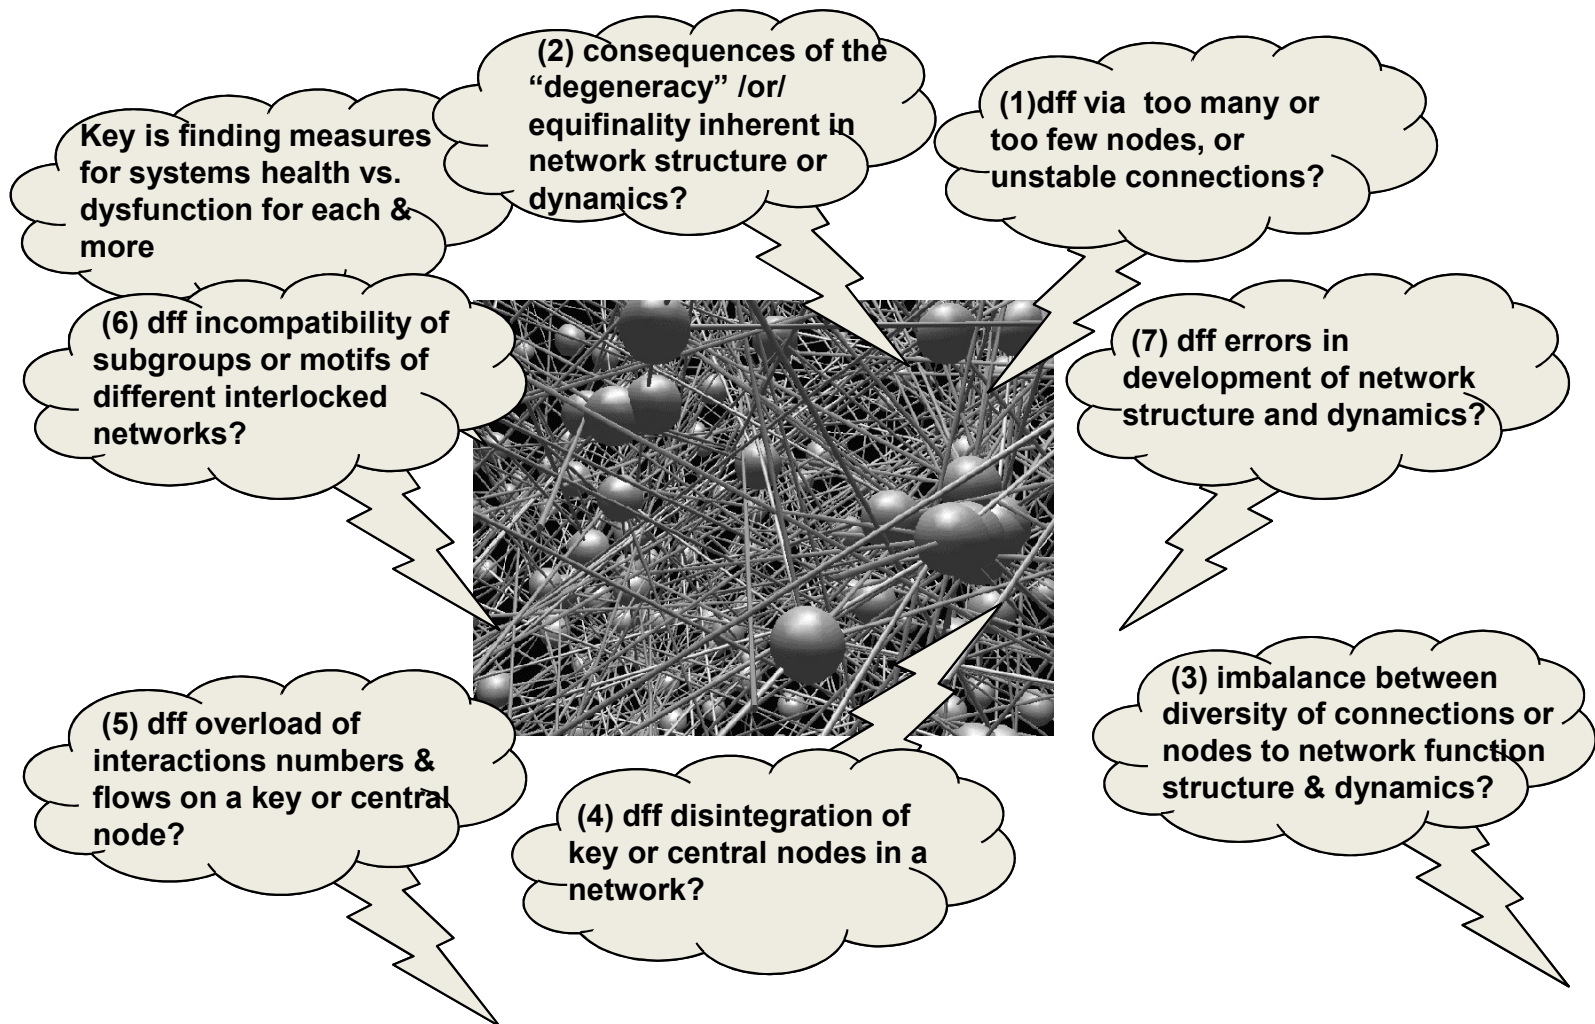 Key is finding measures
for systems health vs.
dysfunction for each &
more
(2) consequences of the
“degeneracy” /or/
equifinality inherent in
network structure or
dynamics?
(1)dff via too many or
too few nodes, or
unstable connections?
(6) dff incompatibility of
subgroups or motifs of
different interlocked
networks?
(7) dff errors in
development of network
structure and dynamics?
(5) dff overload of
interactions numbers &
flows on a key or central
node?
(4) dff disintegration of
key or central nodes in a
network?
(3) imbalance between
diversity of connections or
nodes to network function
structure & dynamics?